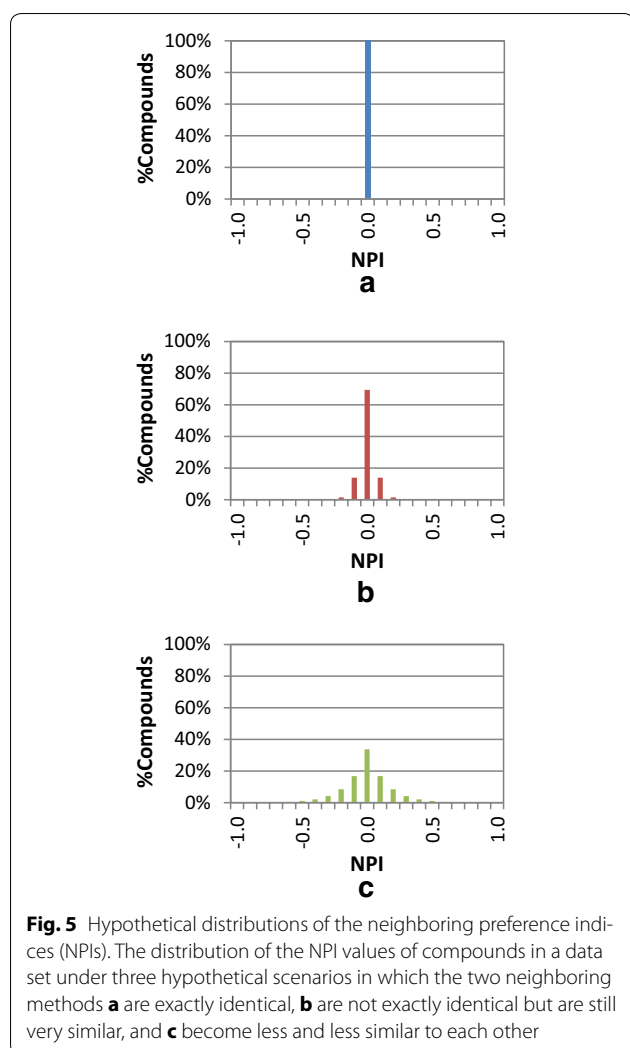 100%
80%
60%
40%
20%
0%
%Compounds
-1.0
-0.5
0.0
0.5
1.0
NPI
a
100%
80%
60%
40%
20%
0%
%Compounds
-1.0
-0.5
0.0
0.5
1.0
NPI
b
100%
80%
60%
40%
20%
0%
%Compounds
-1.0
-0.5
0.0
0.5
1.0
NPI
c
Fig. 5 Hypothetical distributions of the neighboring preference indi-
ces (NPIs). The distribution of the NPI values of compounds in a data
set under three hypothetical scenarios in which the two neighboring
methods a are exactly identical, b are not exactly identical but are still
very similar, and c become less and less similar to each other